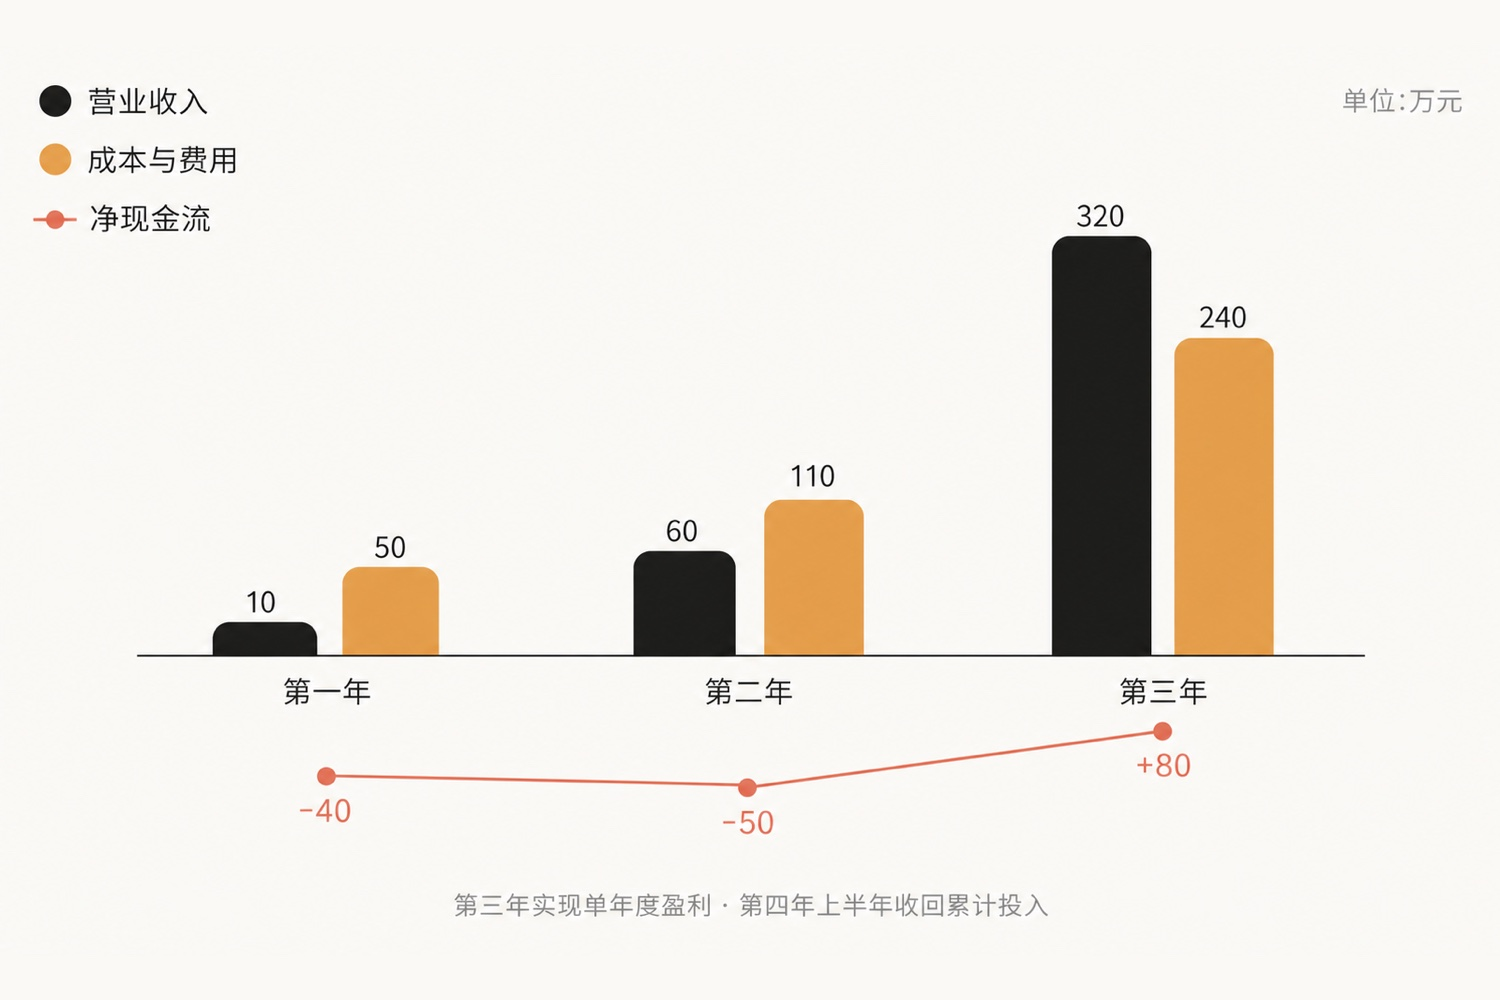 营业收入
成本与费用
净现金流
单位:万元
320
240
110
60
50
10
第一年
第二年
第三年
+80
-40
-50
第三年实现单年度盈利 · 第四年上半年收回累计投入